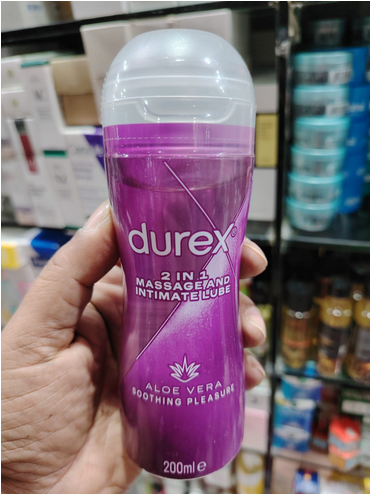 durex®
2 IN 1
MASSAGE AND
INTIMATE LUBE
ALOE VERA
SOOTHING PLEASURE
200ml ℮